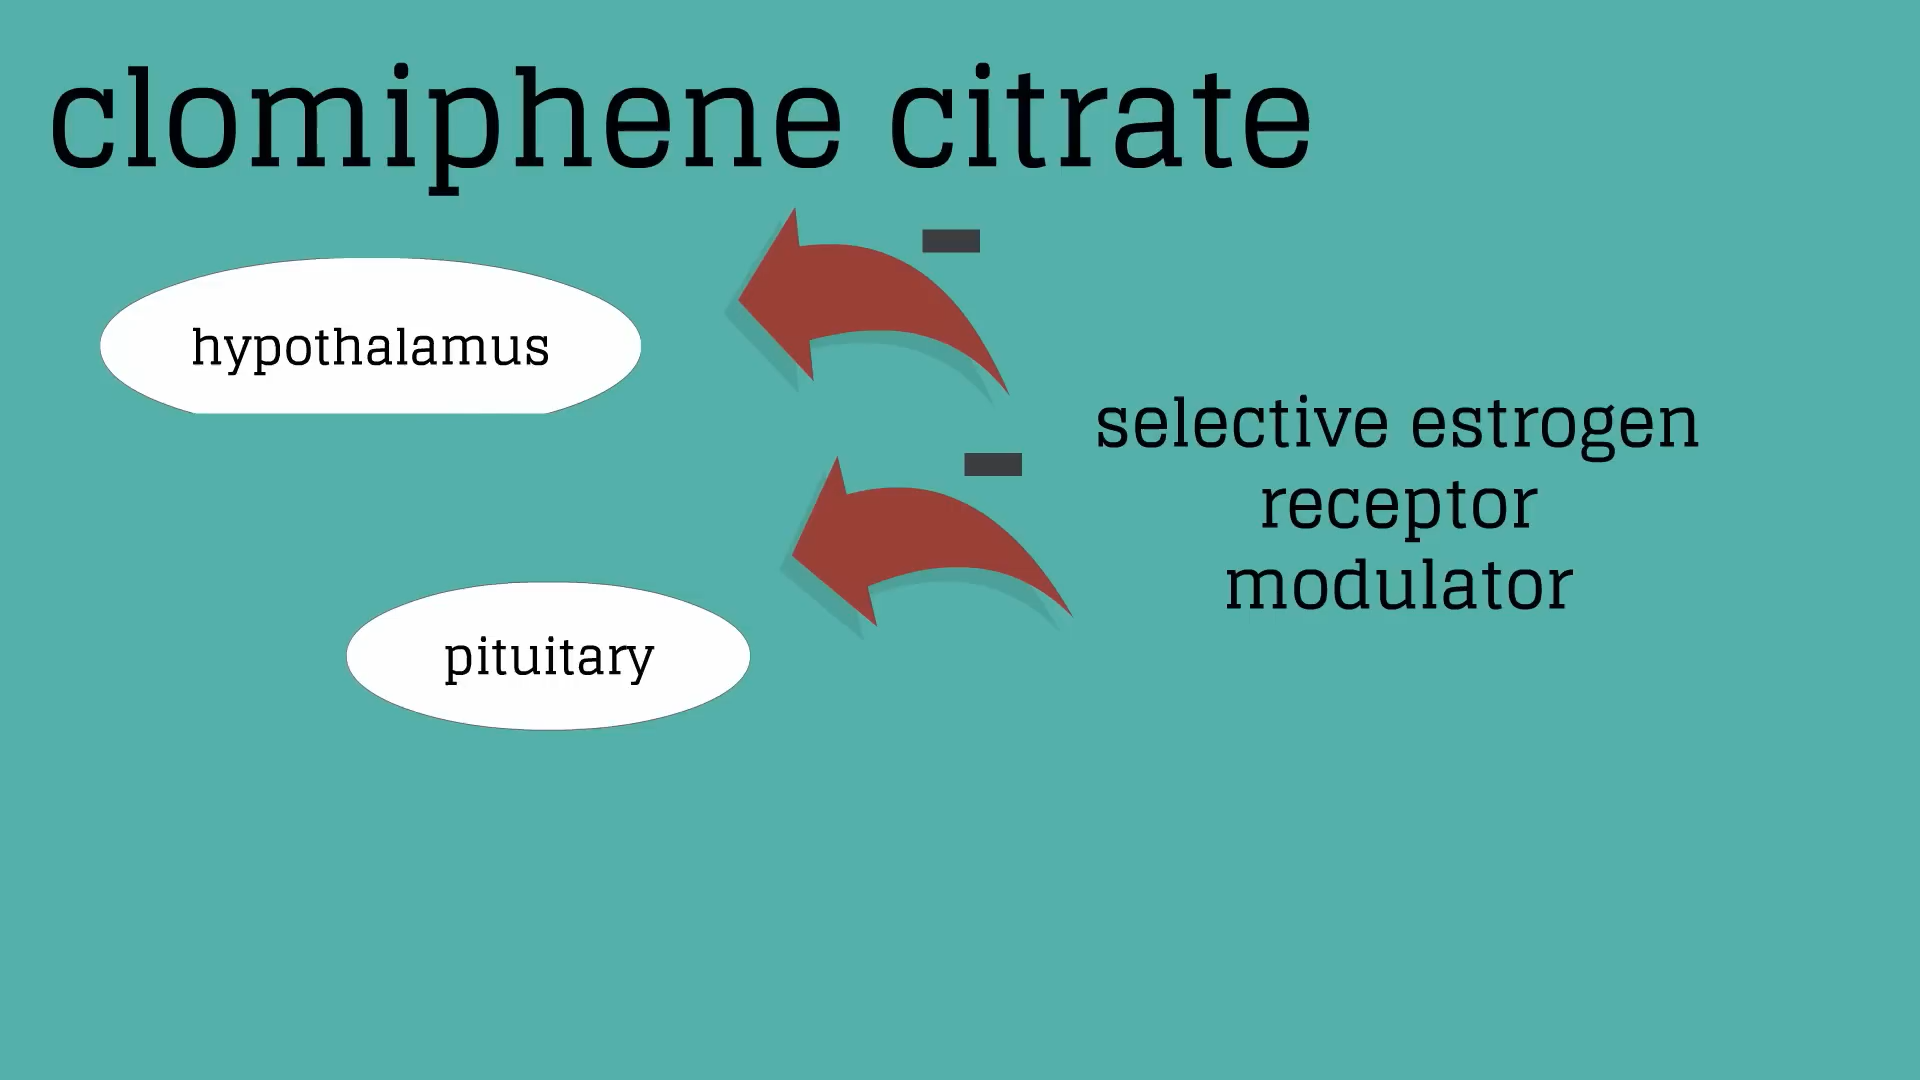 clomiphene citrate
hypothalamus
selective estrogen
receptor
modulator
pituitary